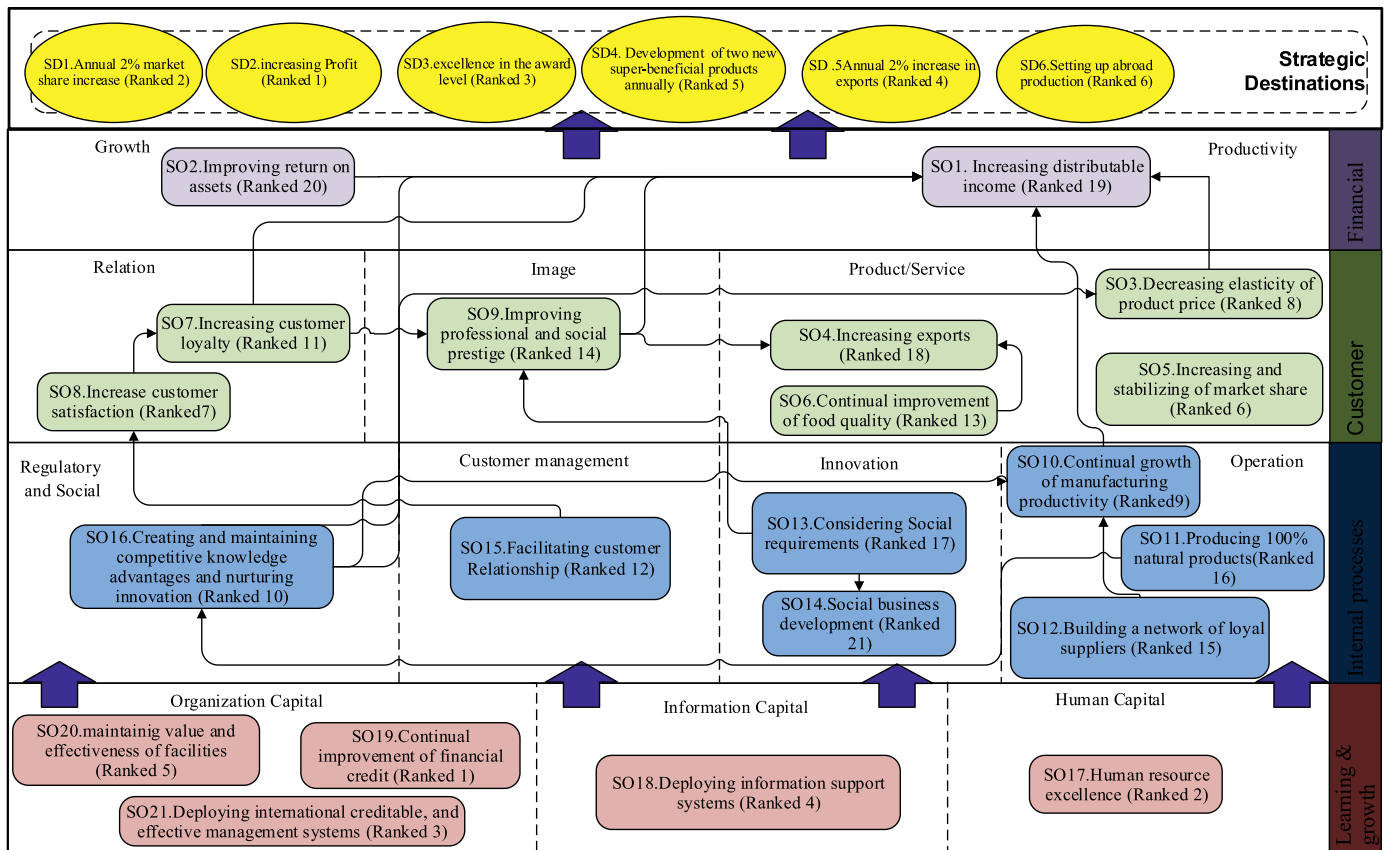 SD1.Annual 2% market
share increase (Ranked 2)
SD2.increasing Profit
(Ranked 1)
SD3.excellence in the award
level (Ranked 3)
SD4. Development of two new
super-beneficial products
annually (Ranked 5)
SD .5Annual 2% increase in
exports (Ranked 4)
SD6.Setting up abroad
production (Ranked 6)
Strategic
Destinations
Growth
Productivity
SO2.Improving return on
assets (Ranked 20)
SO1. Increasing distributable
income (Ranked 19)
Financial
Relation
Image
Product/Service
SO7.Increasing customer
loyalty (Ranked 11)
SO9.Improving
professional and social
prestige (Ranked 14)
SO3.Decreasing elasticity of
product price (Ranked 8)
SO4.Increasing exports
(Ranked 18)
SO8.Increase customer
satisfaction (Ranked7)
SO6.Continual improvement
of food quality (Ranked 13)
SO5.Increasing and
stabilizing of market share
(Ranked 6)
Customer
Regulatory
and Social
Customer management
Innovation
Operation
SO10.Continual growth
of manufacturing
productivity (Ranked9)
SO16.Creating and maintaining
competitive knowledge
advantages and nurturing
innovation (Ranked 10)
SO15.Facilitating customer
Relationship (Ranked 12)
SO13.Considering Social
requirements (Ranked 17)
SO11.Producing 100%
natural products(Ranked
16)
SO14.Social business
development (Ranked
21)
SO12.Building a network of loyal
suppliers (Ranked 15)
Internal processes
Organization Capital
Information Capital
Human Capital
SO20.maintainig value and
effectiveness of facilities
(Ranked 5)
SO19.Continual
improvement of financial
credit (Ranked 1)
SO21.Deploying international creditable, and
effective management systems (Ranked 3)
SO18.Deploying information support
systems (Ranked 4)
SO17.Human resource
excellence (Ranked 2)
Learning &
growth